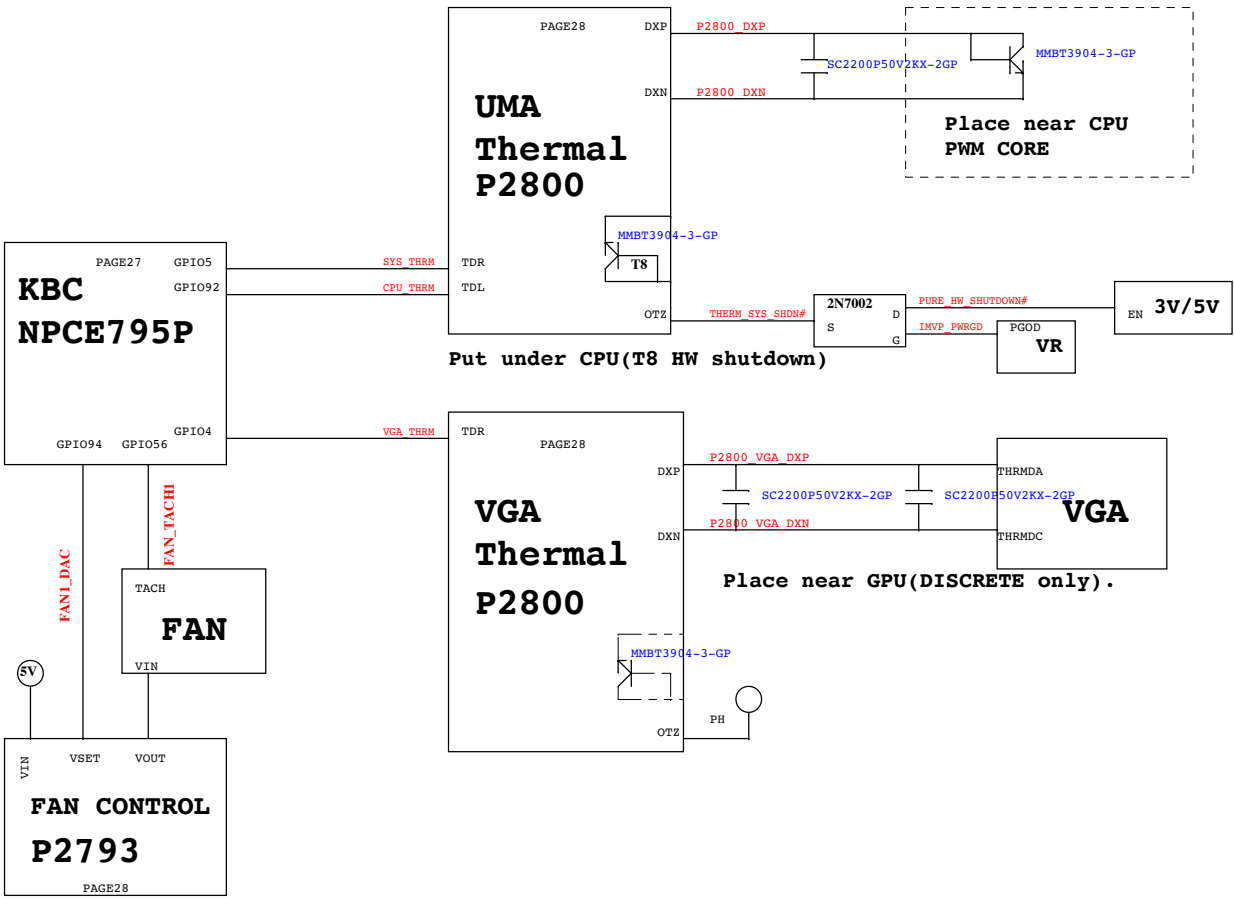 PAGE28
DXP
P2800_DXP
MMBT3904-3-GP
SC2200P50V2KX-2GP
DXN
P2800_DXN
UMA
Thermal
P2800
Place near CPU
PWM CORE
MMBT3904-3-GP
T8
PAGE27
GPIO5
SYS_THRM
TDR
KBC
NPCE795P
GPIO92
CPU_THRM
TDL
OTZ
THERM_SYS_SHDN#
2N7002
S
D
G
PURE_HW_SHUTDOWN#
EN
3V/5V
IMVP_PWRGD
PGOD
VR
Put under CPU(T8 HW shutdown)
GPIO94
GPIO56
GPIO4
VGA_THRM
TDR
PAGE28
DXP
P2800_VGA_DXP
THRMDA
SC2200P50V2KX-2GP
SC2200P50V2KX-2GP
VGA
Thermal
P2800
VGA
DXN
P2800_VGA_DXN
THRMDC
Place near GPU(DISCRETE only).
FAN_TACH1
FAN1_DAC
TACH
FAN
VIN
MMBT3904-3-GP
5V
PH
OTZ
VIN
VSET
VOUT
FAN CONTROL
P2793
PAGE28